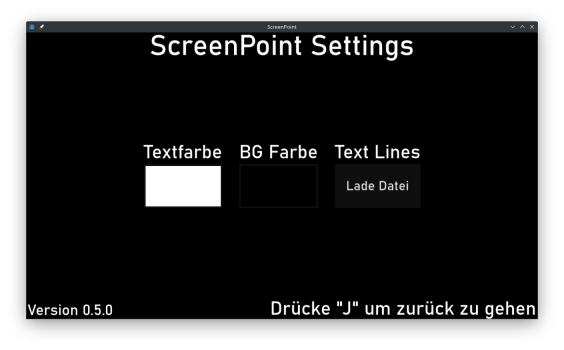 ScreenPoint
ScreenPoint Settings
Textfarbe BG Farbe Text Lines
Lade Datei
Version 0.5.0 Drücke "J" um zurück zu gehen